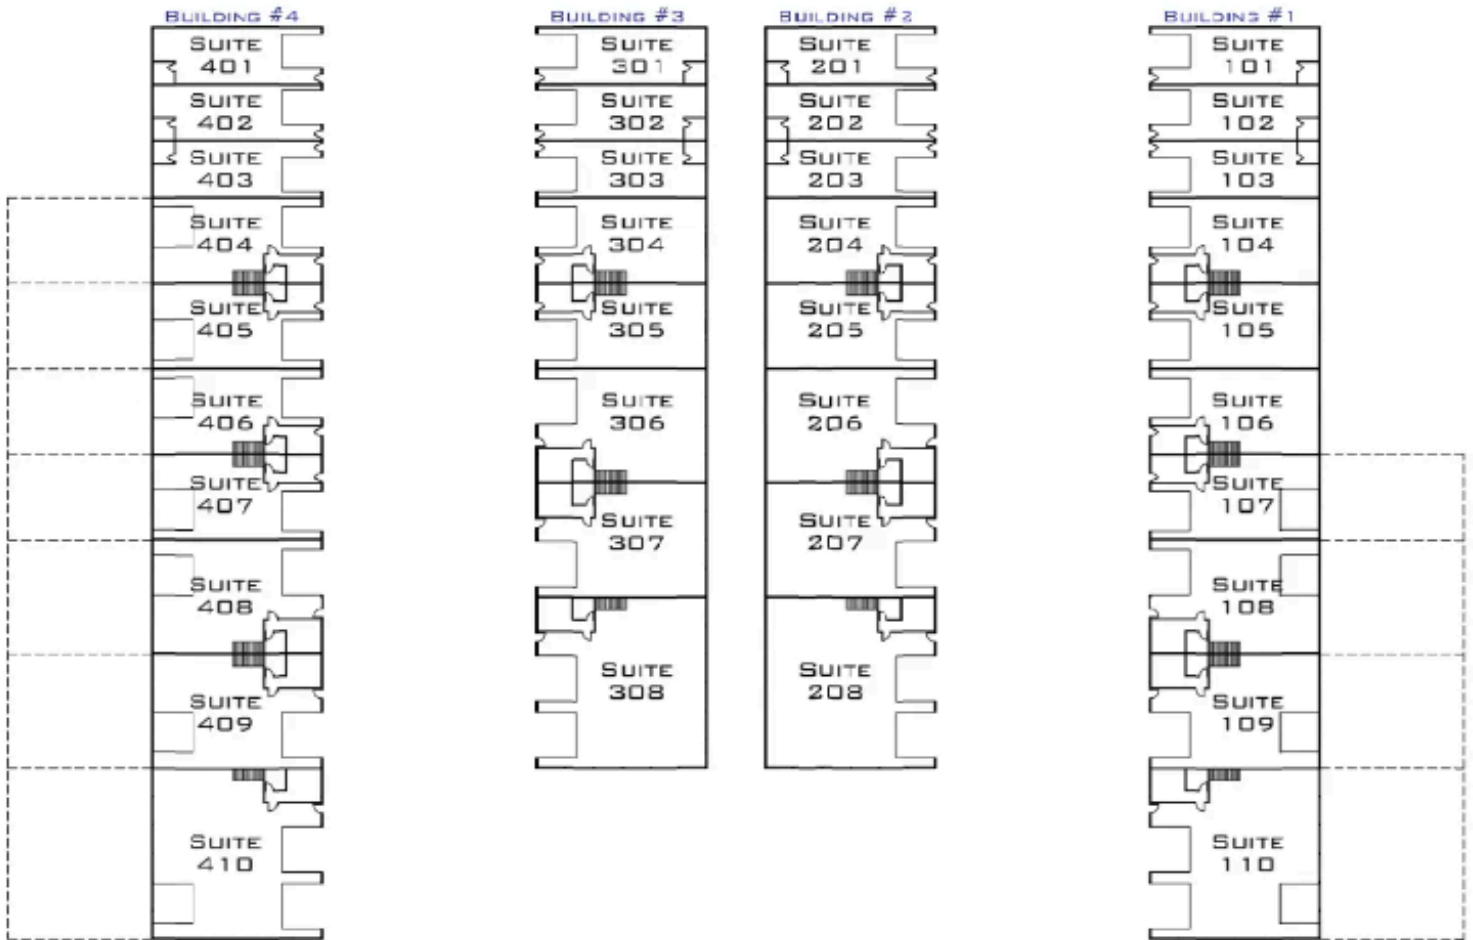 BUILDING #4
SUITE
401
SUITE
402
SUITE
403
SUITE
404
SUITE
405
SUITE
406
SUITE
407
SUITE
408
SUITE
409
SUITE
410
BUILDING #3
SUITE
301
SUITE
302
SUITE
303
SUITE
304
SUITE
305
SUITE
306
SUITE
307
SUITE
308
BUILDING #2
SUITE
201
SUITE
202
SUITE
203
SUITE
204
SUITE
205
SUITE
206
SUITE
207
SUITE
208
BUILDING #1
SUITE
101
SUITE
102
SUITE
103
SUITE
104
SUITE
105
SUITE
106
SUITE
107
SUITE
108
SUITE
109
SUITE
110